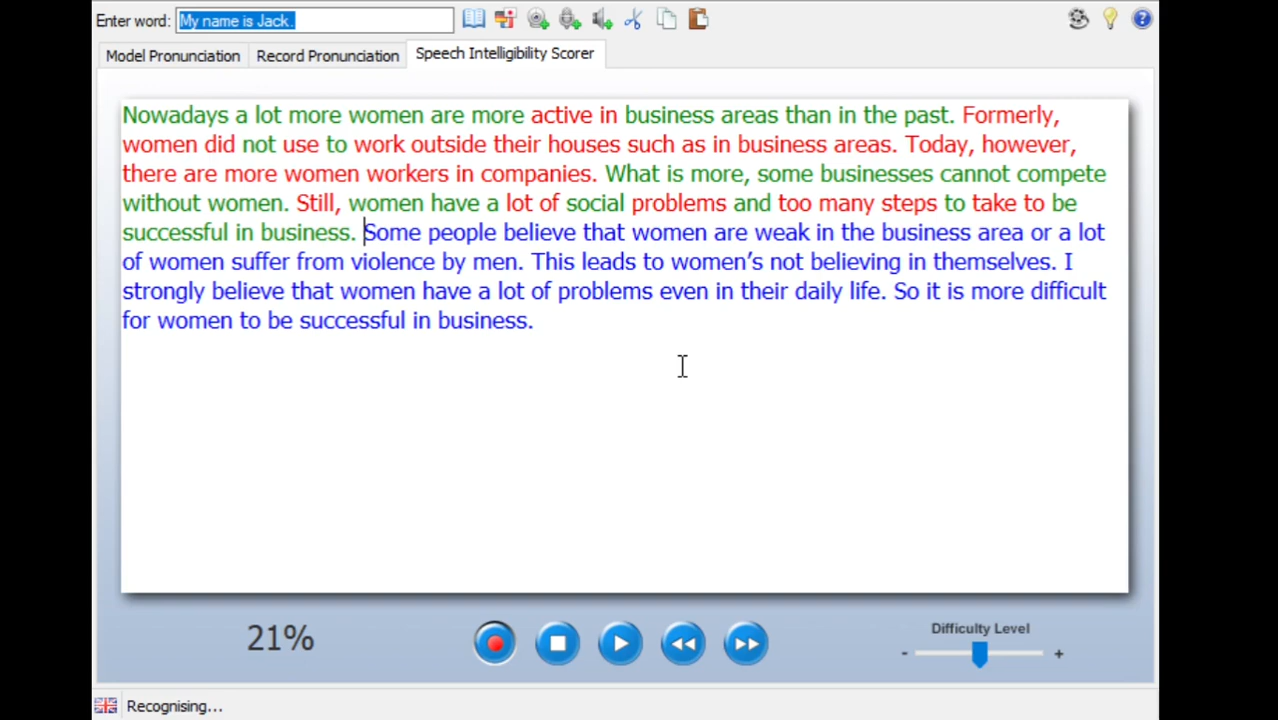 Enter word: My name is Jack.
Model Pronunciation Record Pronunciation Speech Intelligibility Scorer
Nowadays a lot more women are more active in business areas than in the past. Formerly,
women did not use to work outside their houses such as in business areas. Today, however,
there are more women workers in companies. What is more, some businesses cannot compete
without women. Still, women have a lot of social problems and too many steps to take to be
successful in business. Some people believe that women are weak in the business area or a lot
of women suffer from violence by men. This leads to women’s not believing in themselves. I
strongly believe that women have a lot of problems even in their daily life. So it is more difficult
for women to be successful in business.
21%
Difficulty Level
- +
Recognising...